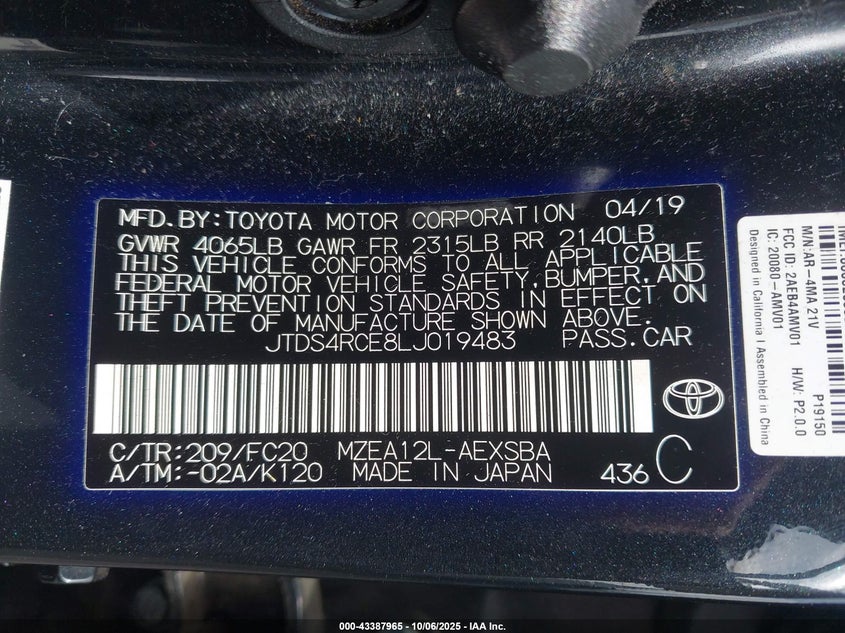 MFD.BY:TOYOTA MOTOR CORPORATION 04/19
GVWR 4065LB GAWR FR 2315LB RR 2140LB
THIS VEHICLE CONFORMS TO ALL APPLICABLE
FEDERAL MOTOR VEHICLE SAFETY,BUMPER,AND
THEFT PREVENTION STANDARDS IN EFFECT ON
THE DATE OF MANUFACTURE SHOWN ABOVE.
JTDS4RCE8LJ019483 PASS.CAR
C/TR:209/FC20 MZEA12L-AEXSBA
A/TM:-02A/K120 MADE IN JAPAN 436 C
M/N:AR-4MA 21V P19150
FCC ID: 2AEB4AMV01 H/W: P2.0.0
IC: 20080-AMV01
Designed in California | Assembled in China
000-43387965 - 10/06/2025 - IAA Inc.